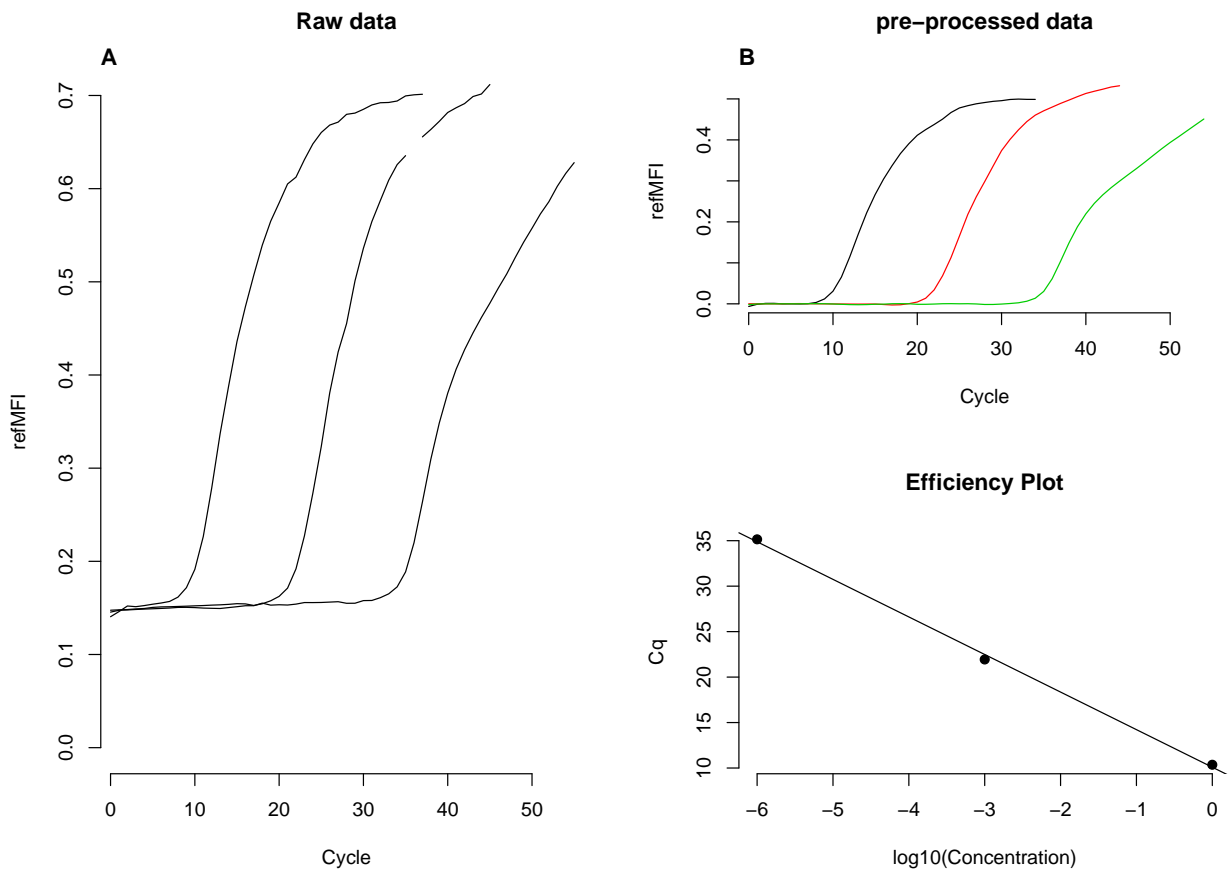 Raw data
A
refMFI
0.7
0.6
0.5
0.4
0.3
0.2
0.1
0.0
0 10 20 30 40 50
Cycle
pre−processed data
B
refMFI
0.4
0.2
0.0
0 10 20 30 40 50
Cycle
Efficiency Plot
Cq
35
30
25
20
15
10
−6 −5 −4 −3 −2 −1 0
log10(Concentration)